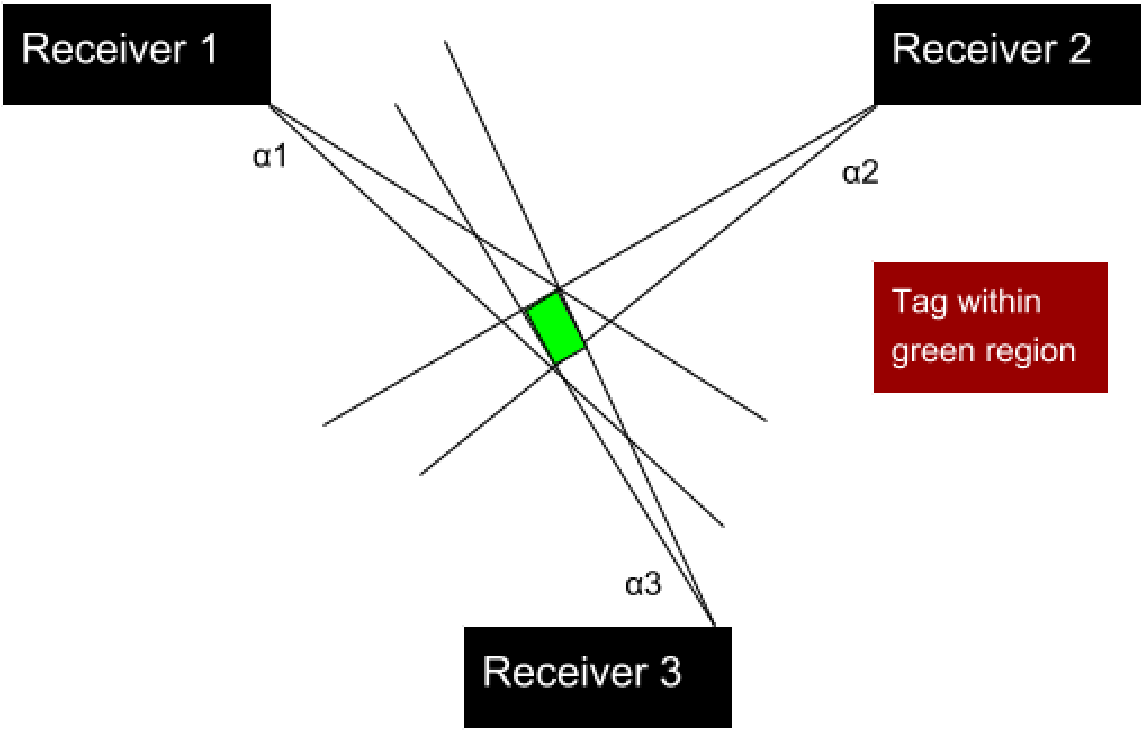 Receiver 1
Receiver 2
α1
α2
Tag within
green region
α3
Receiver 3